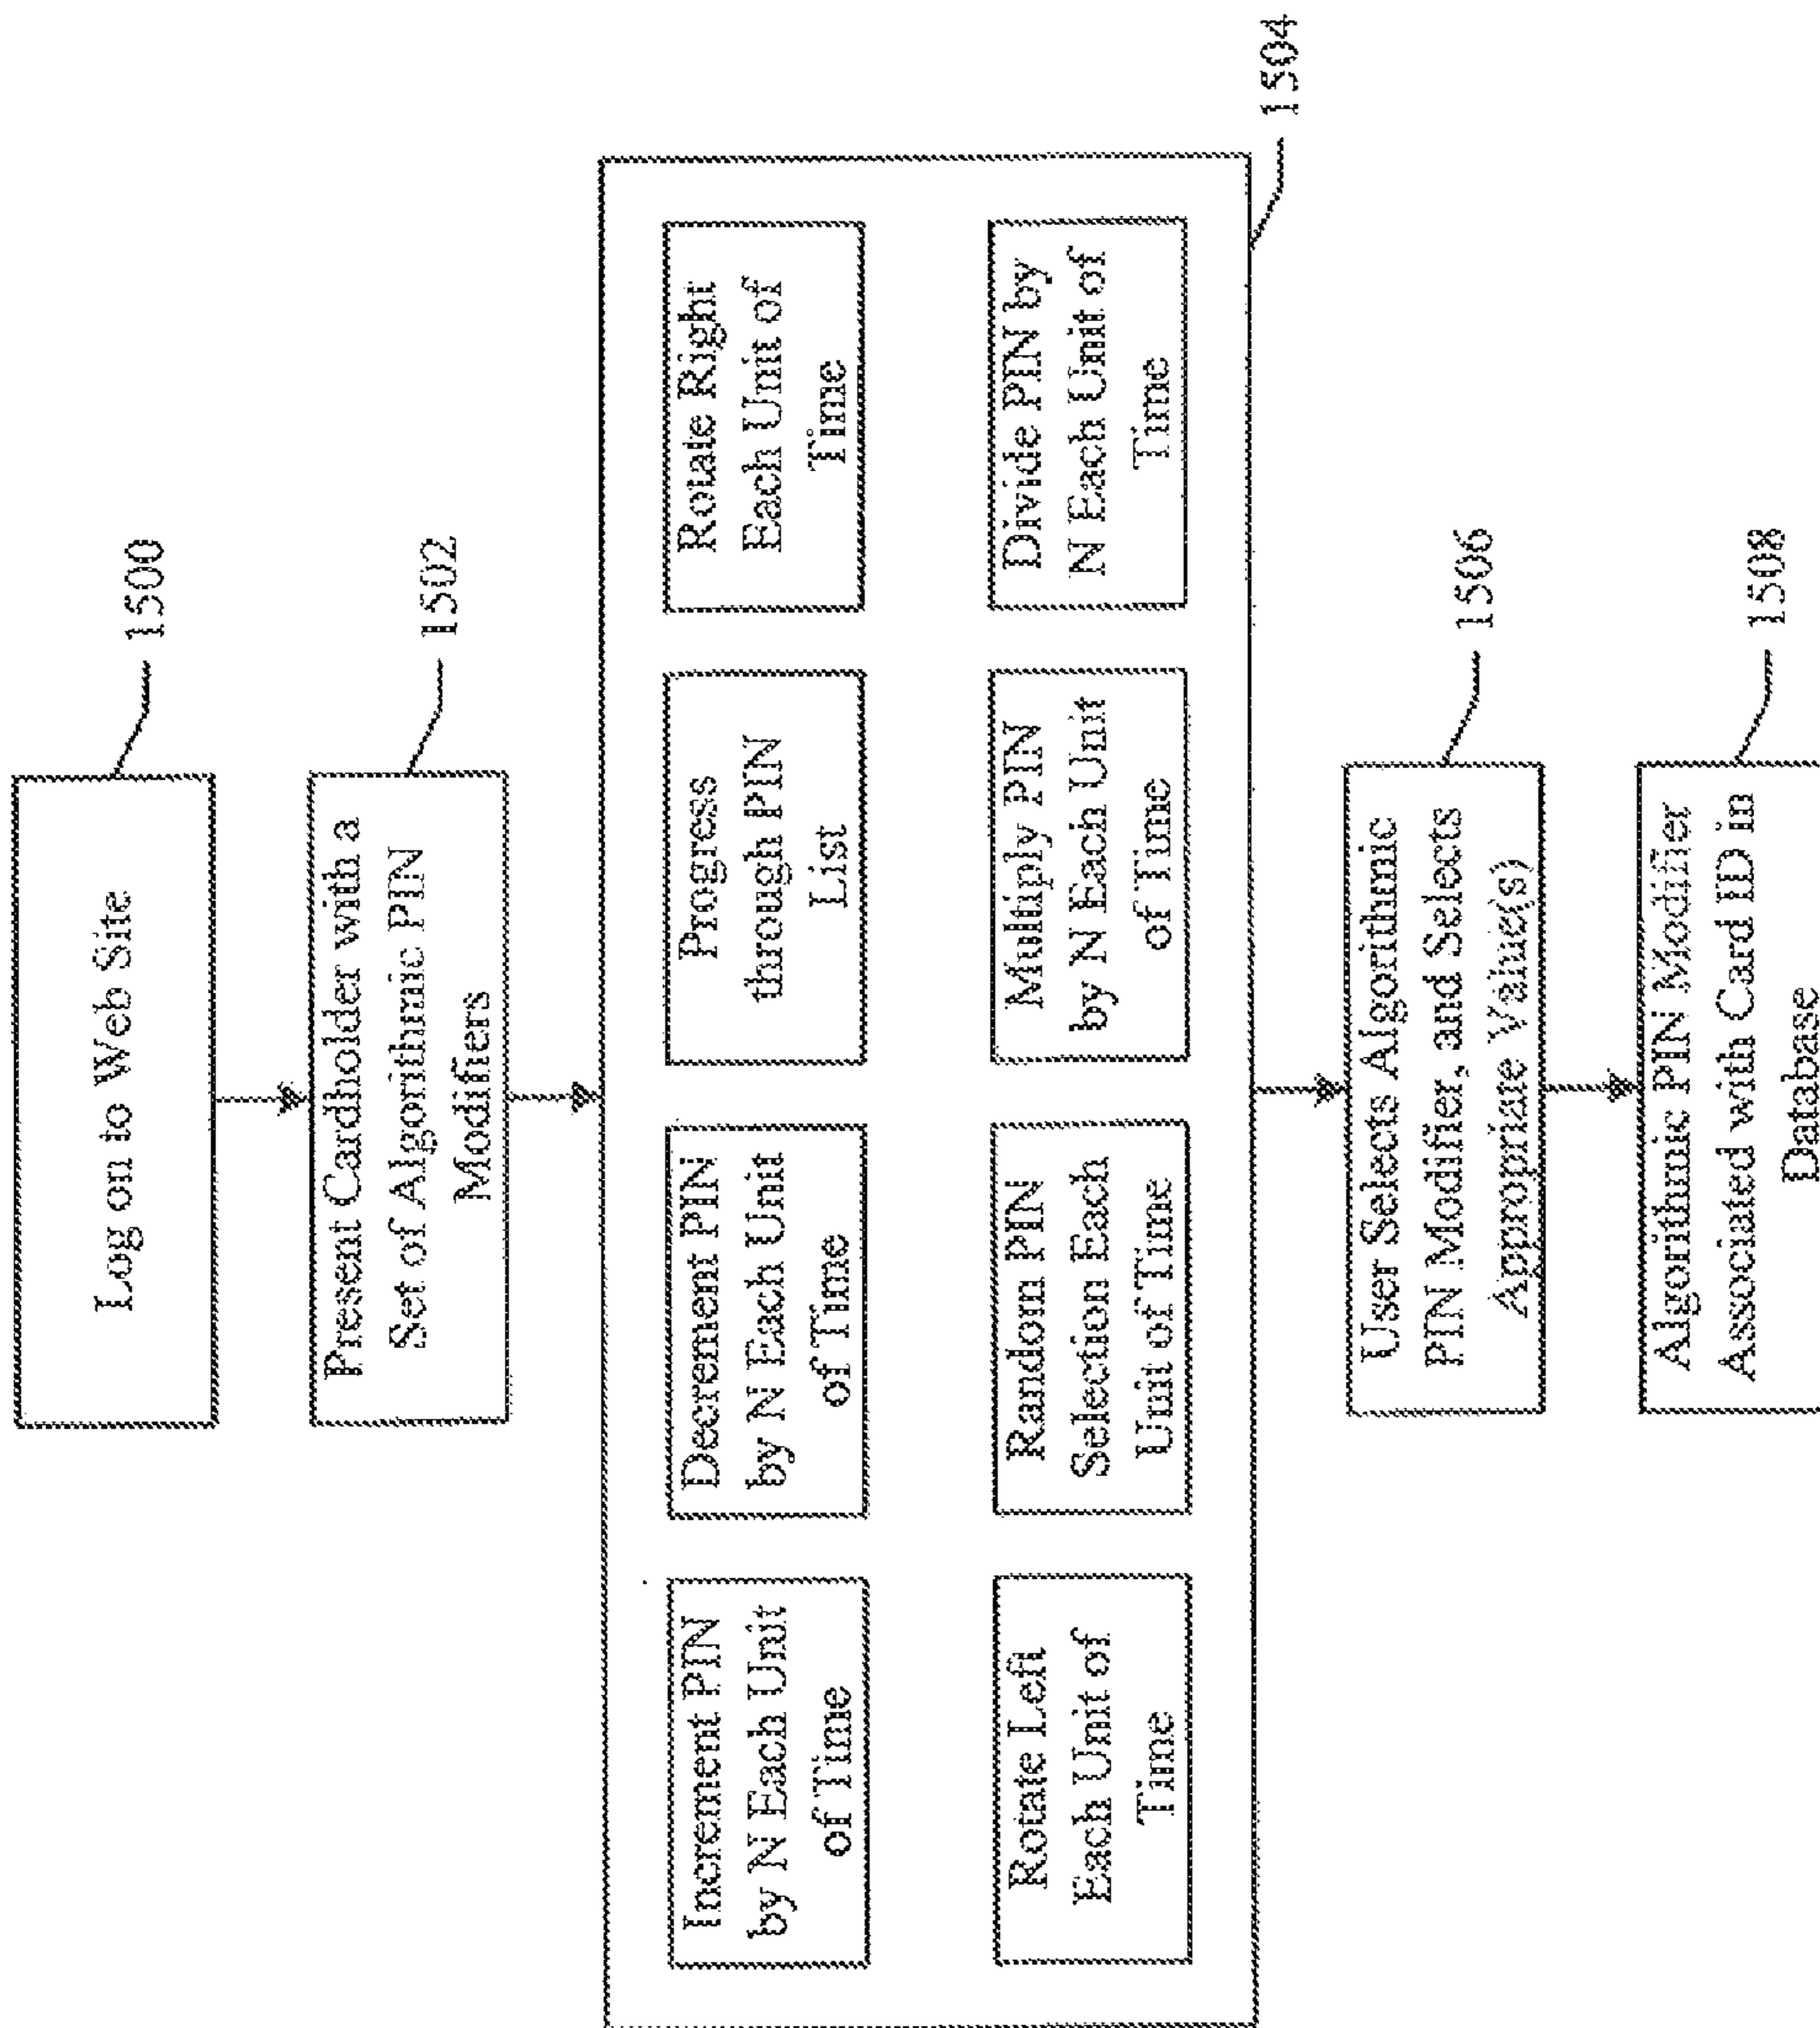 Log on to Web Site
1500
Present Cardholder with a
Set of Algorithmic PIN
Modifiers
1502
Increment PIN
by N Each Unit
of Time
Decrement PIN
by N Each Unit
of Time
Progress
through PIN
List
Rotate Right
Each Unit of
Time
Rotate Left
Each Unit of
Time
Random PIN
Selection Each
Unit of Time
Multiply PIN
by N Each Unit
of Time
Divide PIN by
N Each Unit of
Time
1504
User Selects Algorithmic
PIN Modifier, and Selects
Appropriate Value(s)
1506
Algorithmic PIN Modifier
Associated with Card ID in
Database
1508